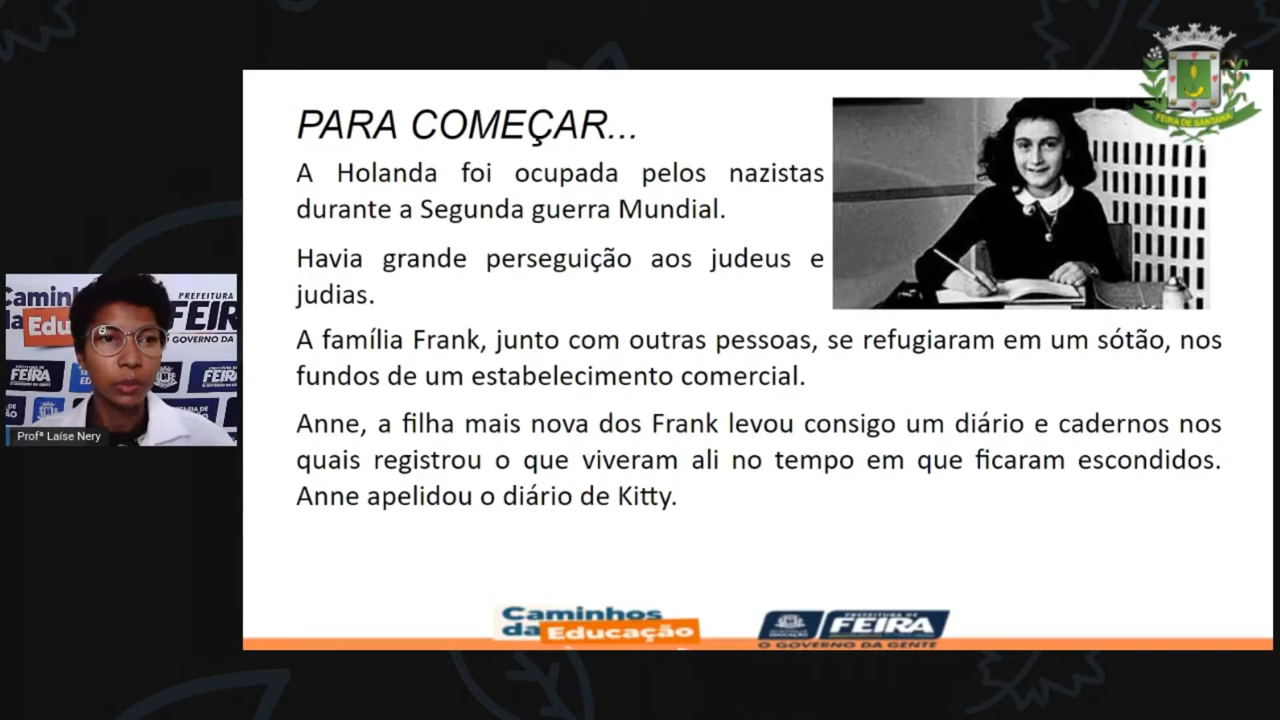 FEIRA DE SANTANA
PARA COMEÇAR...
A Holanda foi ocupada pelos nazistas
durante a Segunda guerra Mundial.
Havia grande perseguição aos judeus e
judias.
A família Frank, junto com outras pessoas, se refugiaram em um sótão, nos
fundos de um estabelecimento comercial.
Anne, a filha mais nova dos Frank levou consigo um diário e cadernos nos
quais registrou o que viveram ali no tempo em que ficaram escondidos.
Anne apelidou o diário de Kitty.
PREFEITURA
FEIRA
Profª Laíse Nery
Caminhos
da Educação
PREFEITURA DE
FEIRA
O GOVERNO DA GENTE